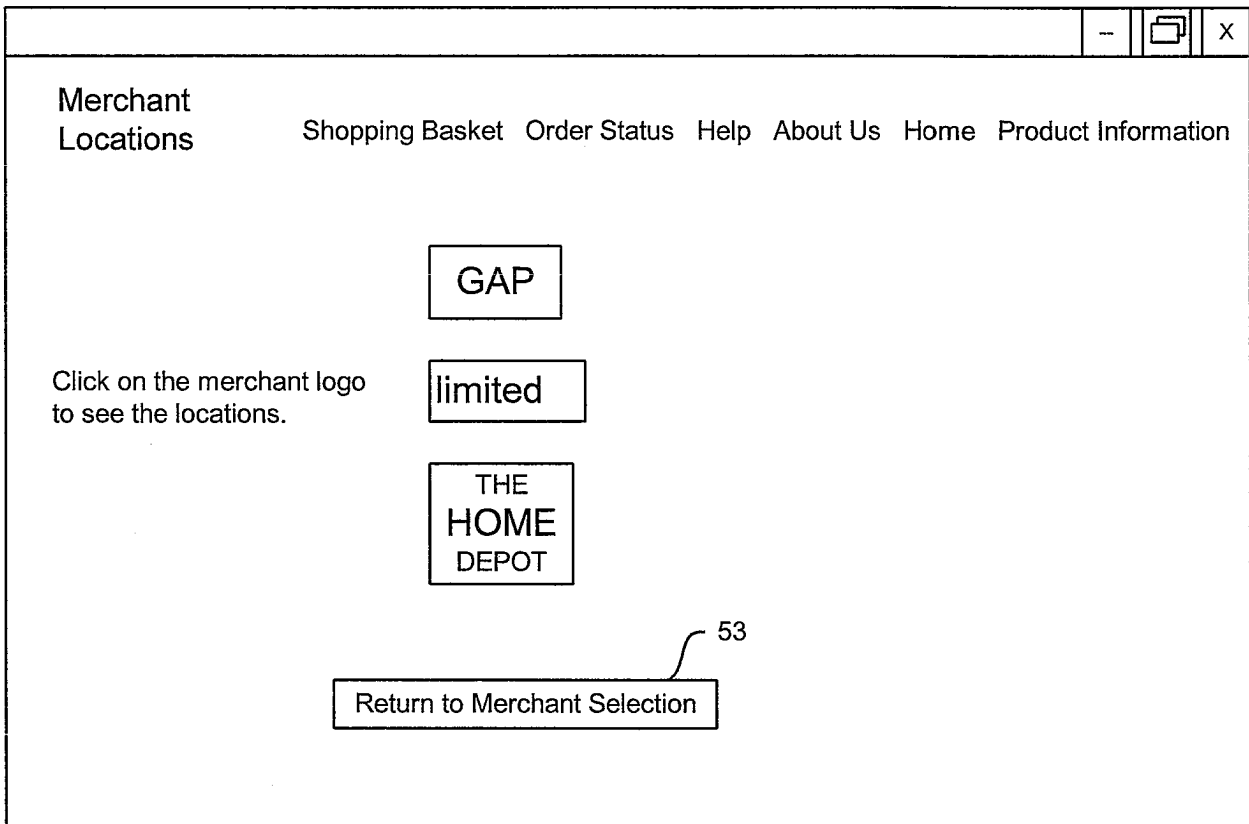 -- X
Merchant
Locations
Shopping Basket Order Status Help About Us Home Product Information
GAP
Click on the merchant logo
to see the locations.
limited
THE
HOME
DEPOT
53
Return to Merchant Selection